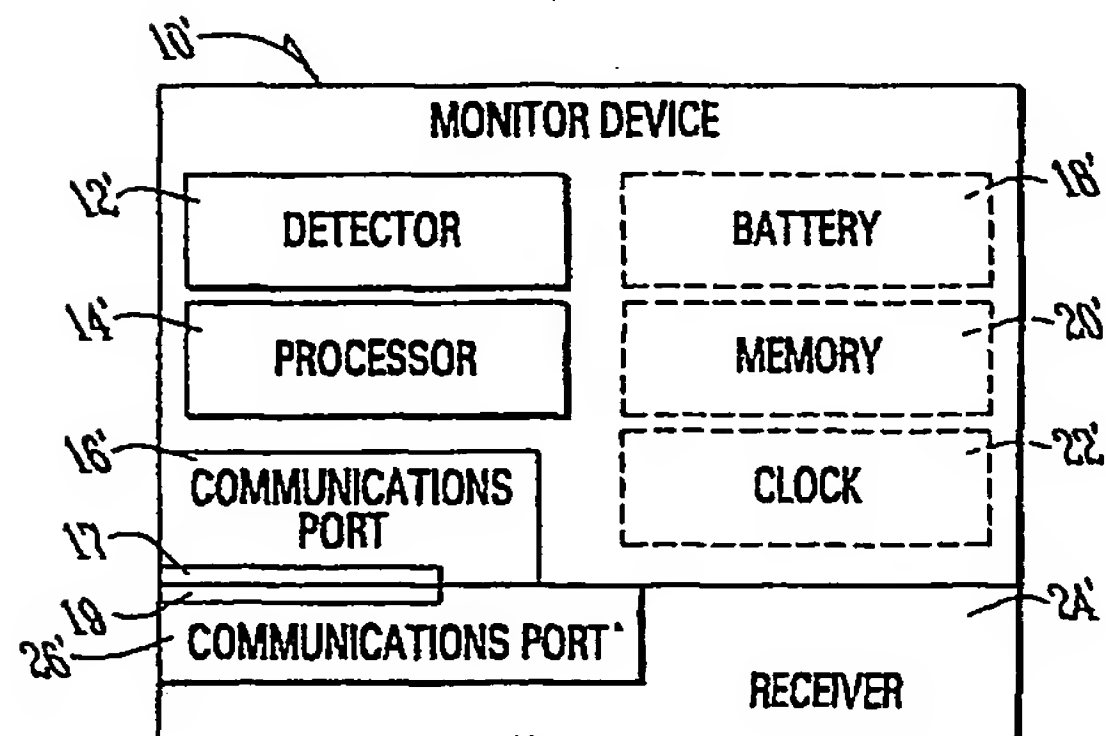 10'
MONITOR DEVICE
12'
DETECTOR
BATTERY
18'
14'
PROCESSOR
MEMORY
20'
16'
COMMUNICATIONS
PORT
CLOCK
22'
17
19
26'
COMMUNICATIONS PORT
24'
RECEIVER